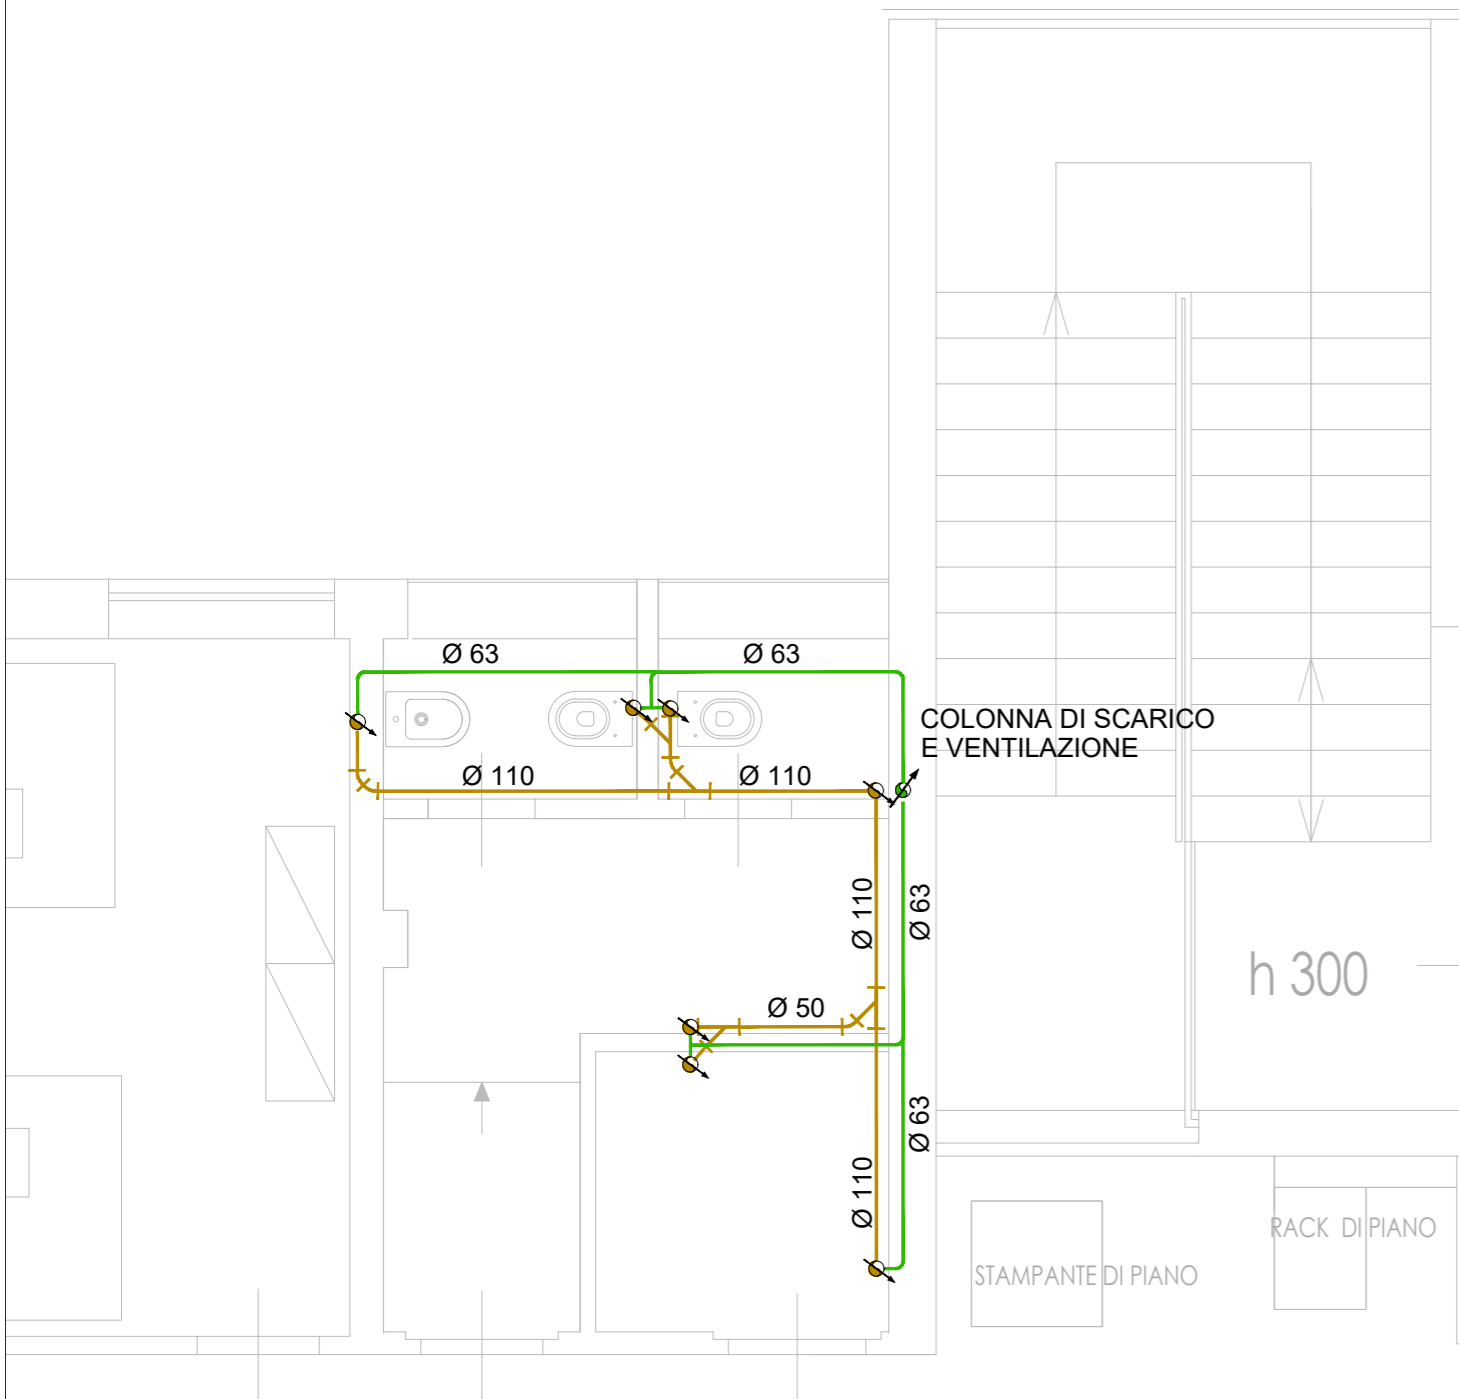 Ø 63
Ø 63
COLONNA DI SCARICO
E VENTILAZIONE
Ø 110
Ø 110
Ø 110
Ø 63
h 300
Ø 50
Ø 63
Ø 110
RACK DI PIANO
STAMPANTE DI PIANO